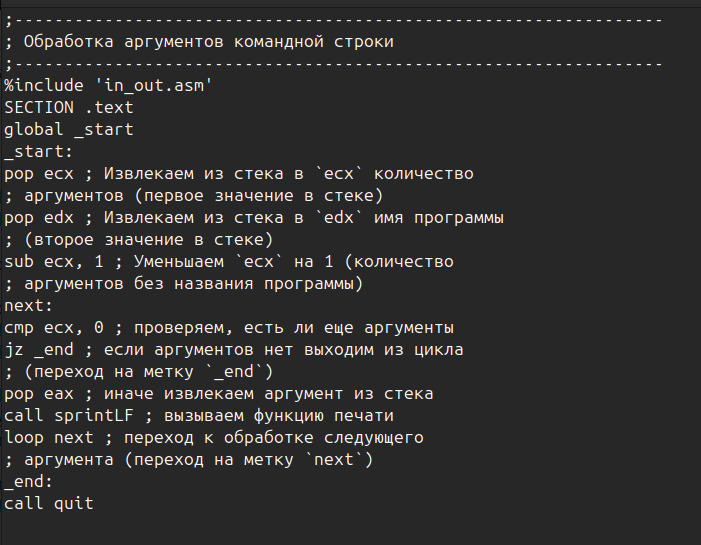 ;-----------------------------------------------------------------
; Обработка аргументов командной строки
;-----------------------------------------------------------------
%include 'in_out.asm'
SECTION .text
global _start
_start:
pop ecx ; Извлекаем из стека в `ecx` количество
; аргументов (первое значение в стеке)
pop edx ; Извлекаем из стека в `edx` имя программы
; (второе значение в стеке)
sub ecx, 1 ; Уменьшаем `ecx` на 1 (количество
; аргументов без названия программы)
next:
cmp ecx, 0 ; проверяем, есть ли еще аргументы
jz _end ; если аргументов нет выходим из цикла
; (переход на метку `_end`)
pop eax ; иначе извлекаем аргумент из стека
call sprintLF ; вызываем функцию печати
loop next ; переход к обработке следующего
; аргумента (переход на метку `next`)
_end:
call quit